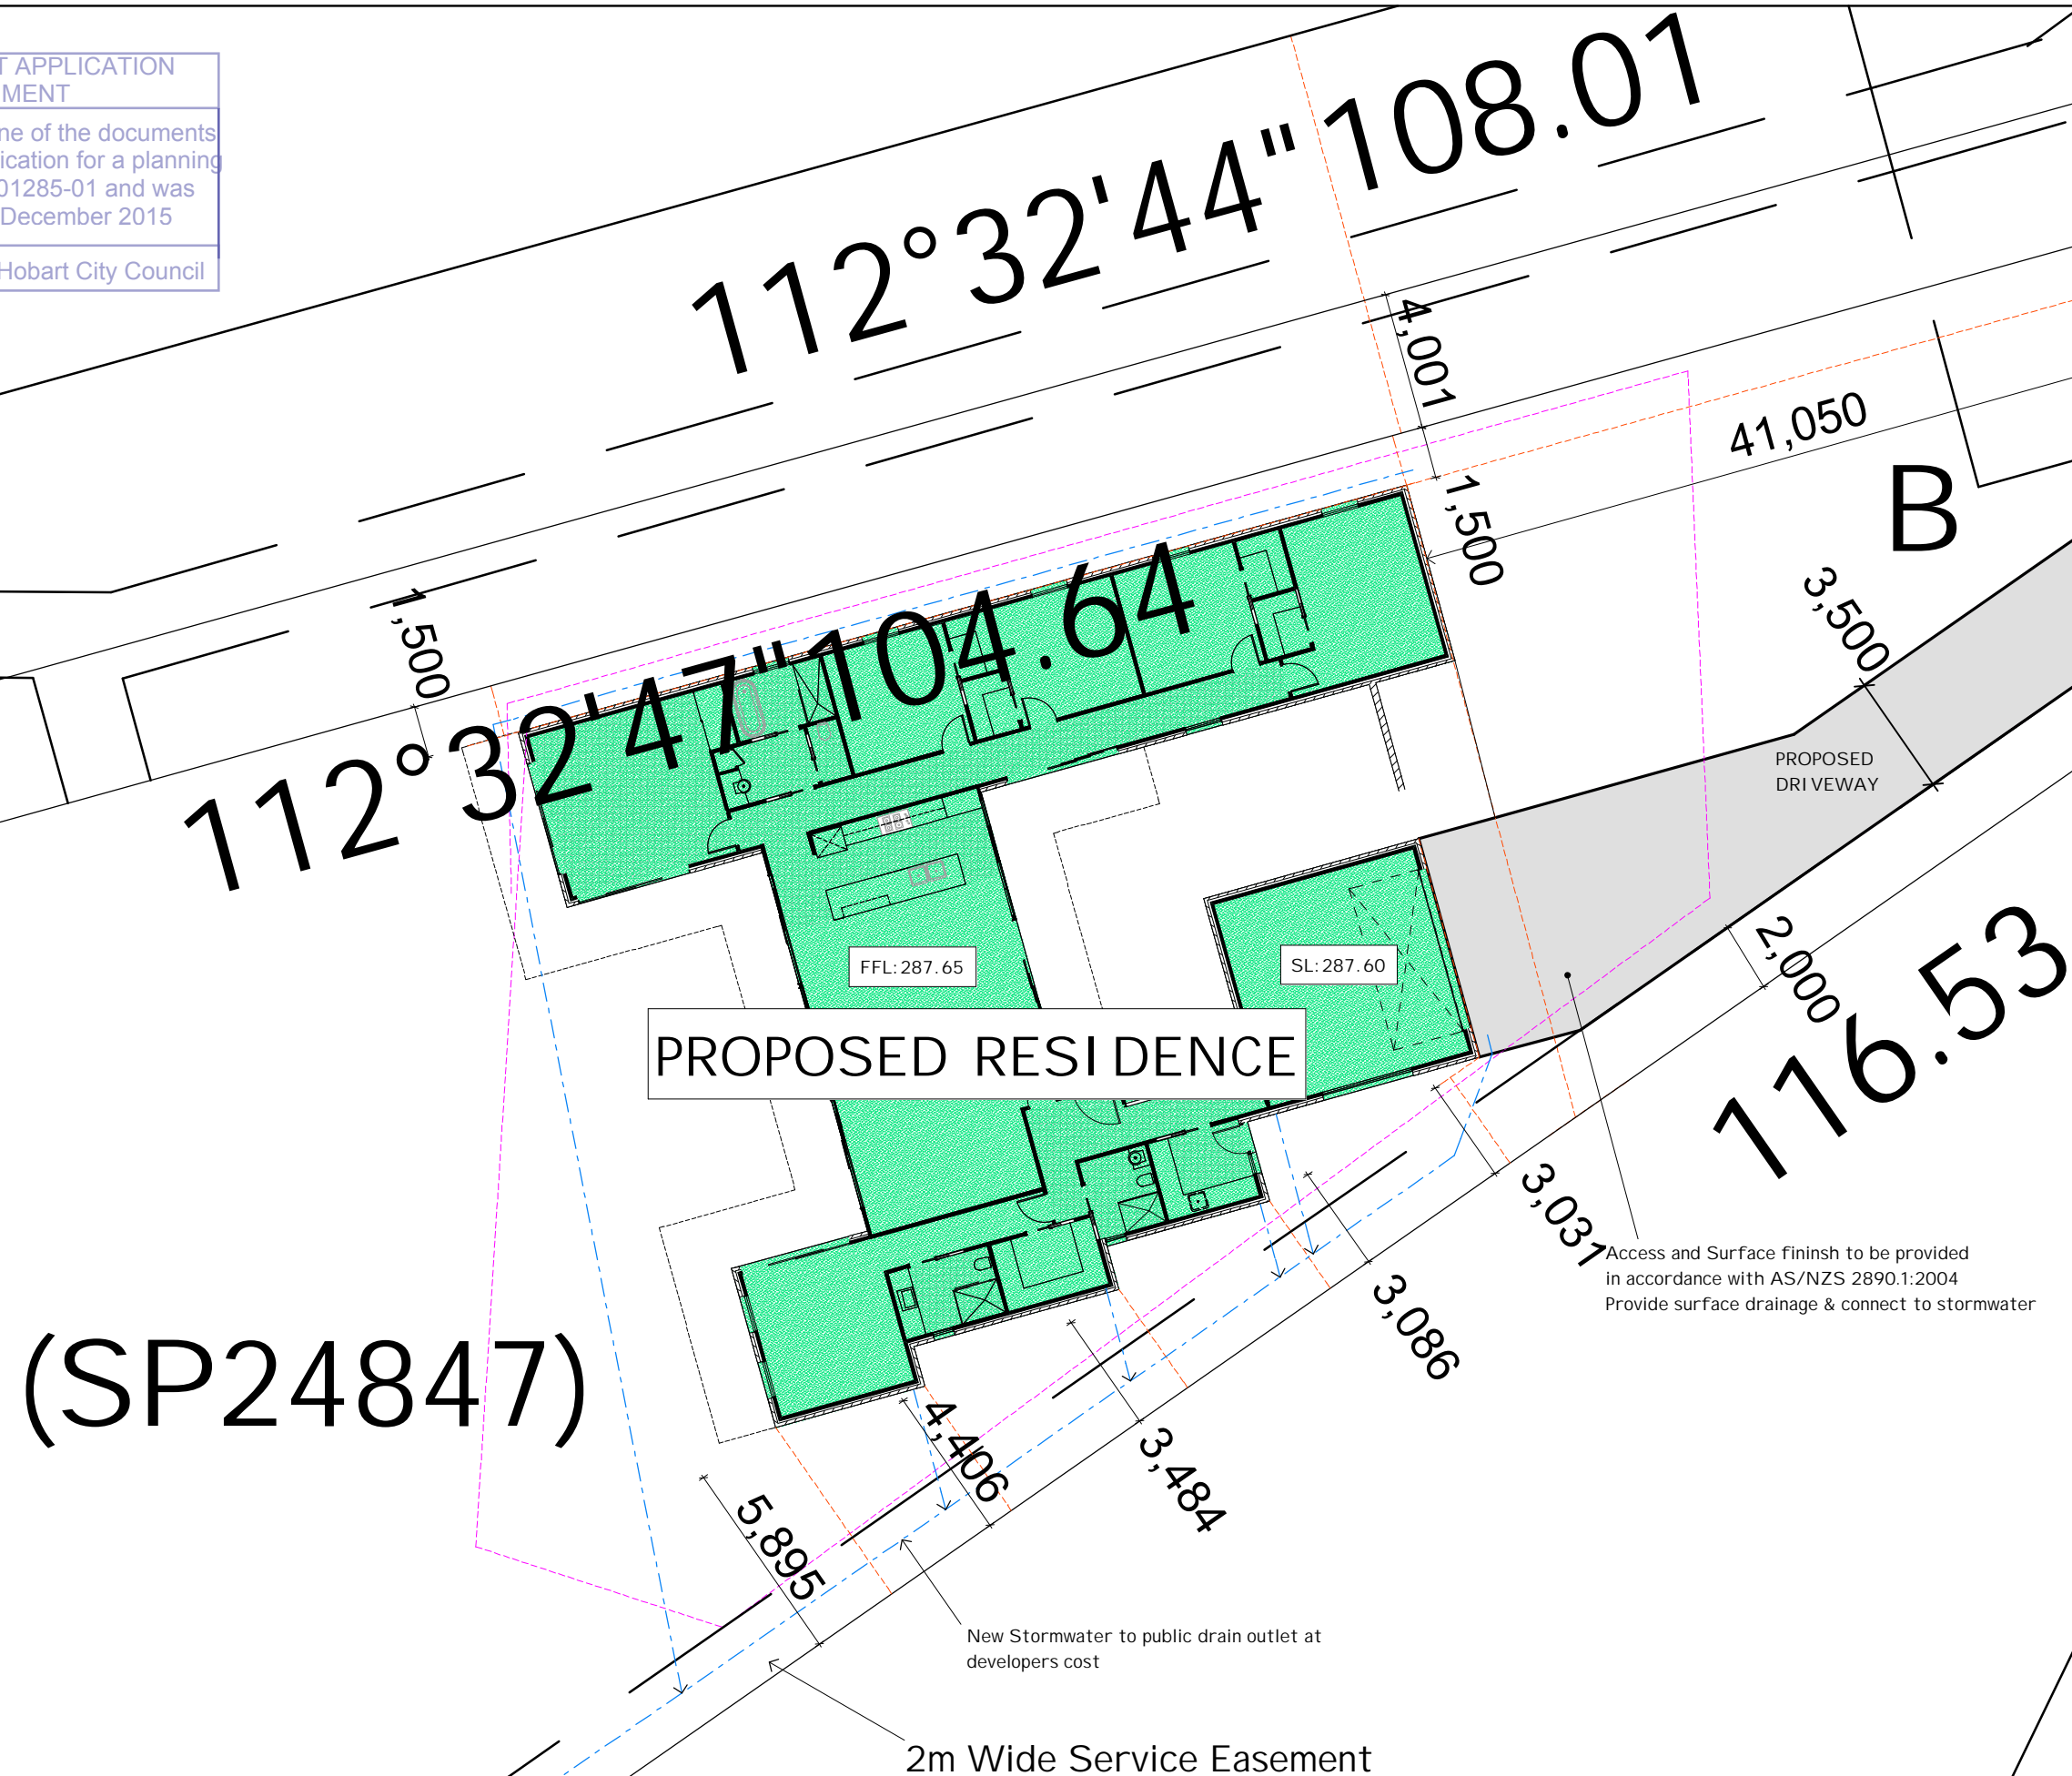 T APPLICATION
MENT
ne of the documents
ication for a planning
01285-01 and was
December 2015
Hobart City Council
112°32'44" 108.01
4,001
41,050
B
1,500
1,500
3,500
112°32'47" 104.64
PROPOSED
DRIVEWAY
FFL:287.65
SL:287.60
2,000
116.53
PROPOSED RESIDENCE
3,031
Access and Surface fininsh to be provided
in accordance with AS/NZS 2890.1:2004
Provide surface drainage & connect to stormwater
3,086
(SP24847)
4,406
3,484
5,895
New Stormwater to public drain outlet at
developers cost
2m Wide Service Easement